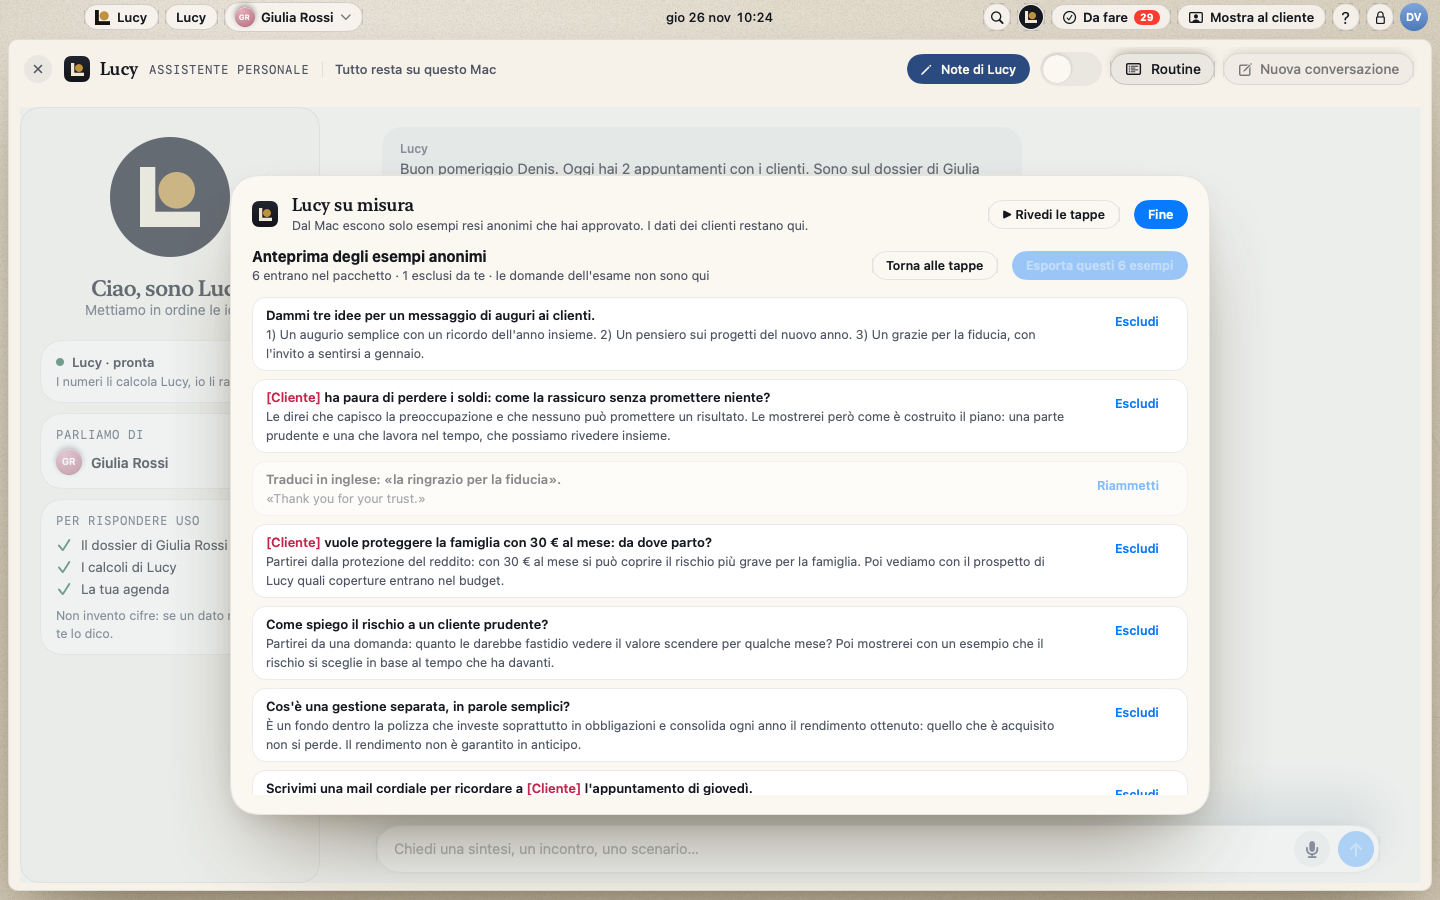 Lucy
Lucy
GR Giulia Rossi
gio 26 nov 10:24
Da fare 29
Mostra al cliente
?
DV
Lucy ASSISTENTE PERSONALE Tutto resta su questo Mac
Note di Lucy
Routine
Nuova conversazione
Lucy
Buon pomeriggio Denis. Oggi hai 2 appuntamenti con i clienti. Sono sul dossier di Giulia
Ciao, sono Luc
Mettiamo in ordine le i
Lucy · pronta
I numeri li calcola Lucy, io li ra
PARLIAMO DI
GR Giulia Rossi
PER RISPONDERE USO
Il dossier di Giulia Rossi
I calcoli di Lucy
La tua agenda
Non invento cifre: se un dato
te lo dico.
Lucy su misura
Dal Mac escono solo esempi resi anonimi che hai approvato. I dati dei clienti restano qui.
Rivedi le tappe
Fine
Anteprima degli esempi anonimi
6 entrano nel pacchetto · 1 esclusi da te · le domande dell'esame non sono qui
Torna alle tappe
Esporta questi 6 esempi
Dammi tre idee per un messaggio di auguri ai clienti.
1) Un augurio semplice con un ricordo dell'anno insieme. 2) Un pensiero sui progetti del nuovo anno. 3) Un grazie per la fiducia, con
l'invito a sentirsi a gennaio.
Escludi
[Cliente] ha paura di perdere i soldi: come la rassicuro senza promettere niente?
Le direi che capisco la preoccupazione e che nessuno può promettere un risultato. Le mostrerei però come è costruito il piano: una parte
prudente e una che lavora nel tempo, che possiamo rivedere insieme.
Escludi
Traduci in inglese: «la ringrazio per la fiducia».
«Thank you for your trust.»
Riammetti
[Cliente] vuole proteggere la famiglia con 30 € al mese: da dove parto?
Partirei dalla protezione del reddito: con 30 € al mese si può coprire il rischio più grave per la famiglia. Poi vediamo con il prospetto di
Lucy quali coperture entrano nel budget.
Escludi
Come spiego il rischio a un cliente prudente?
Partirei da una domanda: quanto le darebbe fastidio vedere il valore scendere per qualche mese? Poi mostrerei con un esempio che il
rischio si sceglie in base al tempo che ha davanti.
Escludi
Cos'è una gestione separata, in parole semplici?
È un fondo dentro la polizza che investe soprattutto in obbligazioni e consolida ogni anno il rendimento ottenuto: quello che è acquisito
non si perde. Il rendimento non è garantito in anticipo.
Escludi
Scrivimi una mail cordiale per ricordare a [Cliente] l'appuntamento di giovedì.
Escludi
Chiedi una sintesi, un incontro, uno scenario...